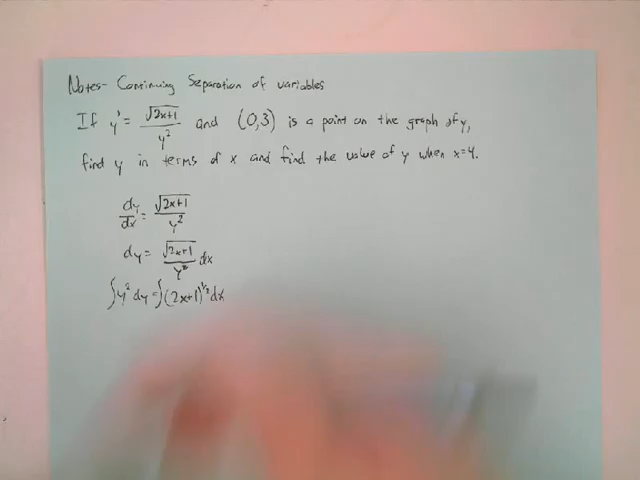 Notes- Continuing Separation of variables
If y' = √(2x+1)/y² and (0,3) is a point on the graph of y,
find y in terms of x and find the value of y when x=4.
dy/dx = √(2x+1)/y²
dy = √(2x+1)/y² dx
∫y² dy = ∫(2x+1)^½ dx